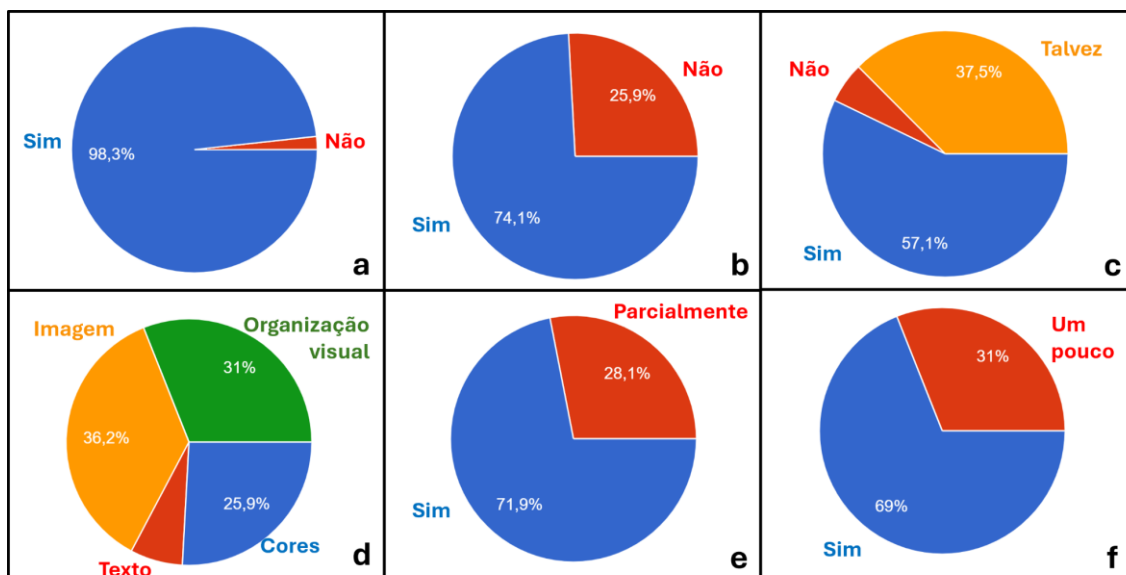 Sim
98,3%
Não
a
Não
25,9%
Sim
74,1%
b
Talvez
Não
37,5%
Sim
57,1%
c
Imagem
Organização
visual
31%
36,2%
25,9%
Texto
Cores
d
Parcialmente
28,1%
Sim
71,9%
e
Um
pouco
31%
69%
Sim
f